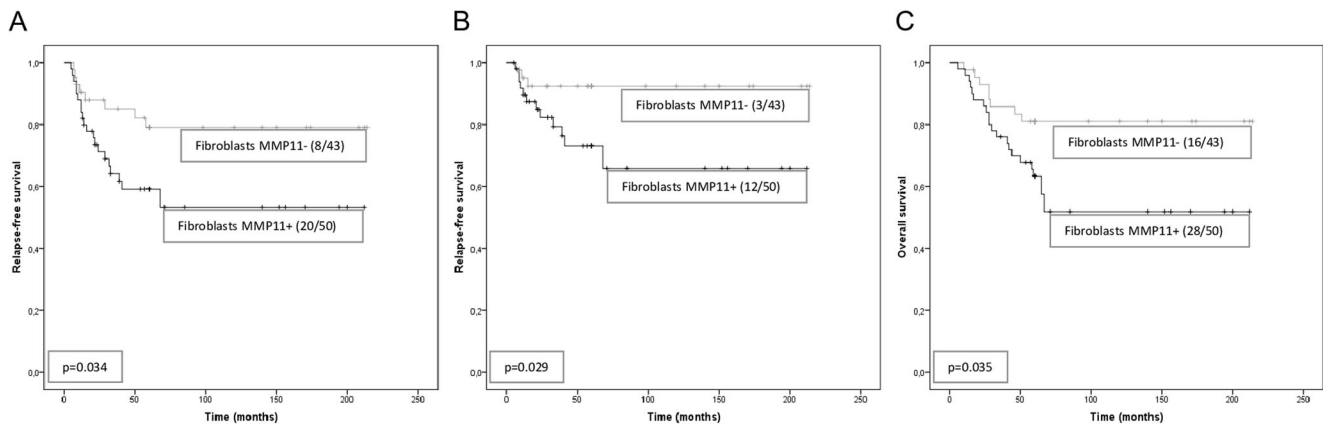 A
Relapse-free survival
1,0
0,8
0,6
0,4
0,2
0,0
Fibroblasts MMP11- (8/43)
Fibroblasts MMP11+ (20/50)
p=0.034
0
50
100
150
200
250
Time (months)
B
Relapse-free survival
1,0
0,8
0,6
0,4
0,2
0,0
Fibroblasts MMP11- (3/43)
Fibroblasts MMP11+ (12/50)
p=0.029
0
50
100
150
200
250
Time (months)
C
Overall survival
1,0
0,8
0,6
0,4
0,2
0,0
Fibroblasts MMP11- (16/43)
Fibroblasts MMP11+ (28/50)
p=0.035
0
50
100
150
200
250
Time (months)